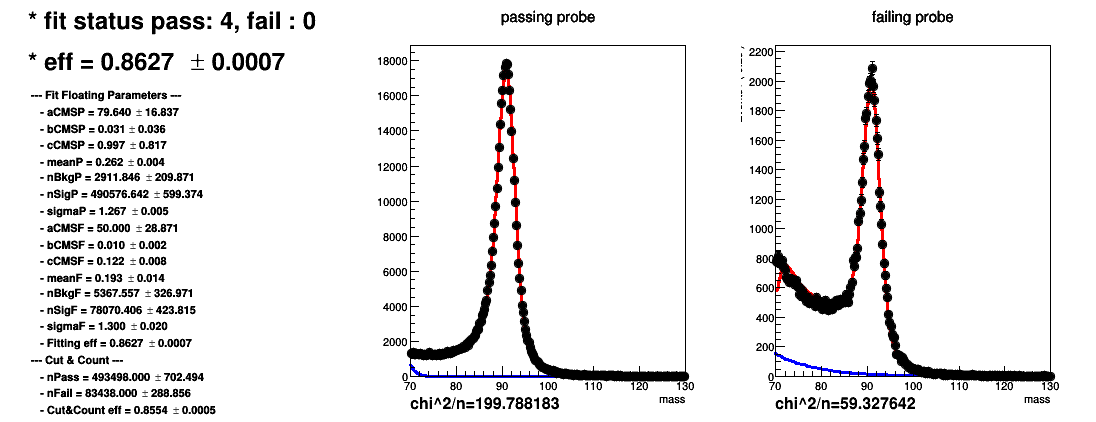 * fit status pass: 4, fail : 0
* eff = 0.8627 ± 0.0007
--- Fit Floating Parameters ---
- aCMSP = 79.640 ± 16.837
- bCMSP = 0.031 ± 0.036
- cCMSP = 0.997 ± 0.817
- meanP = 0.262 ± 0.004
- nBkgP = 2911.846 ± 209.871
- nSigP = 490576.642 ± 599.374
- sigmaP = 1.267 ± 0.005
- aCMSF = 50.000 ± 28.871
- bCMSF = 0.010 ± 0.002
- cCMSF = 0.122 ± 0.008
- meanF = 0.193 ± 0.014
- nBkgF = 5367.557 ± 326.971
- nSigF = 78070.406 ± 423.815
- sigmaF = 1.300 ± 0.020
- Fitting eff = 0.8627 ± 0.0007
--- Cut & Count ---
- nPass = 493498.000 ± 702.494
- nFail = 83438.000 ± 288.856
- Cut&Count eff = 0.8554 ± 0.0005
passing probe
18000
16000
14000
12000
10000
8000
6000
4000
2000
0
70 80 90 100 110 120 130
mass
chi^2/n=199.788183
failing probe
2200
2000
1800
1600
1400
1200
1000
800
600
400
200
0
70 80 90 100 110 120 130
mass
chi^2/n=59.327642